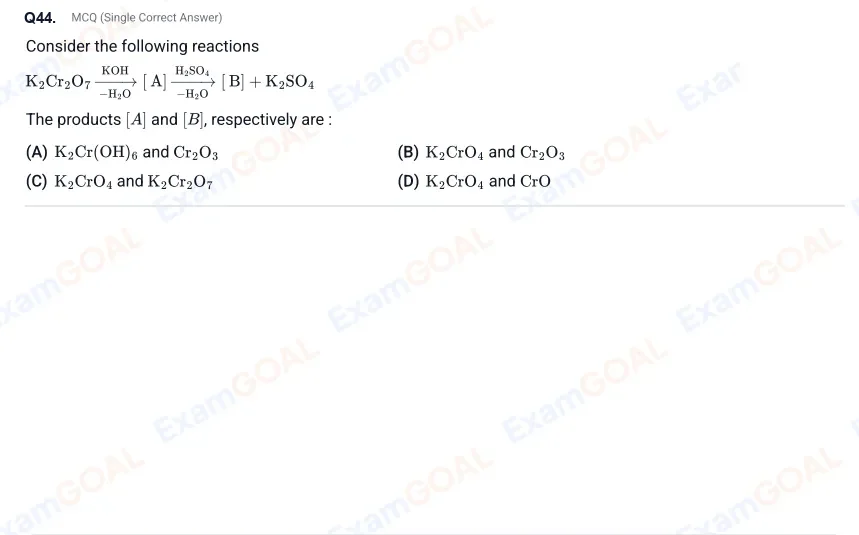 Q44. MCQ (Single Correct Answer)
Consider the following reactions
K₂Cr₂O₇ —KOH / −H₂O→ [ A] —H₂SO₄ / −H₂O→ [ B] + K₂SO₄
The products [A] and [B], respectively are :
(A) K₂Cr(OH)₆ and Cr₂O₃ (B) K₂CrO₄ and Cr₂O₃
(C) K₂CrO₄ and K₂Cr₂O₇ (D) K₂CrO₄ and CrO